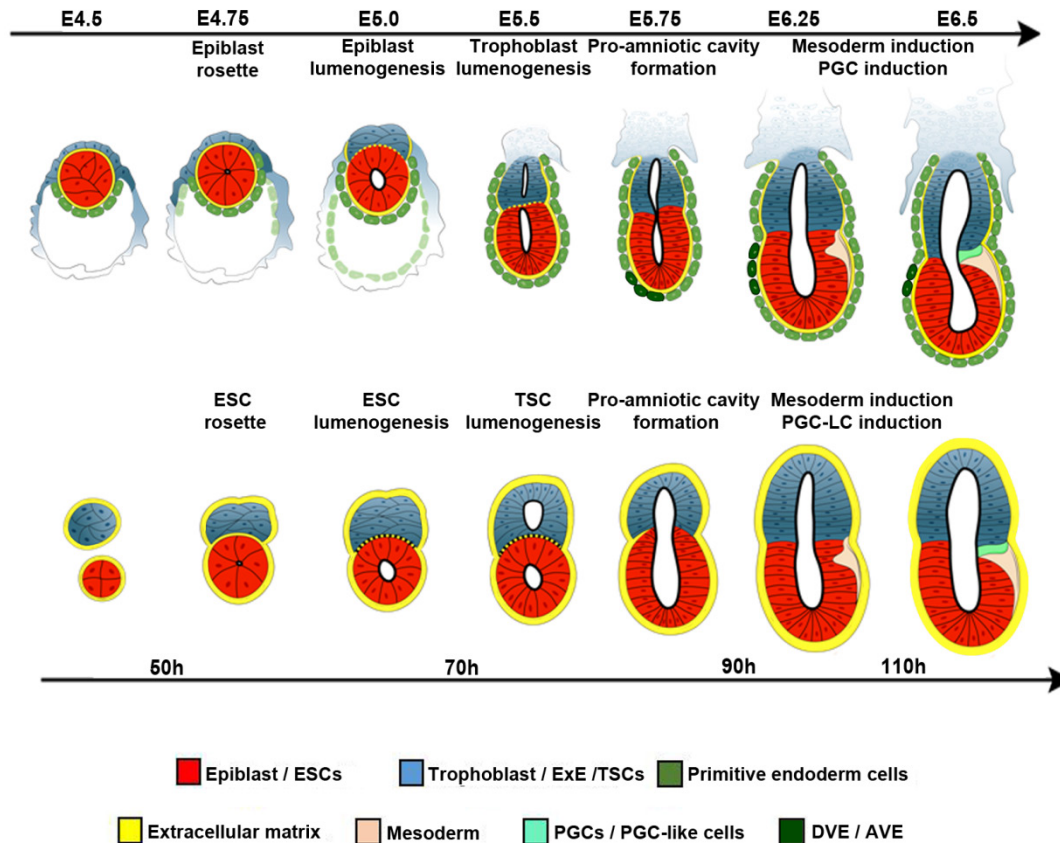 E4.5 E4.75 E5.0 E5.5 E5.75 E6.25 E6.5
Epiblast rosette
Epiblast lumenogenesis
Trophoblast lumenogenesis
Pro-amniotic cavity formation
Mesoderm induction
PGC induction
ESC rosette
ESC lumenogenesis
TSC lumenogenesis
Pro-amniotic cavity formation
Mesoderm induction
PGC-LC induction
50h 70h 90h 110h
Epiblast / ESCs
Trophoblast / ExE /TSCs
Primitive endoderm cells
Extracellular matrix
Mesoderm
PGCs / PGC-like cells
DVE / AVE